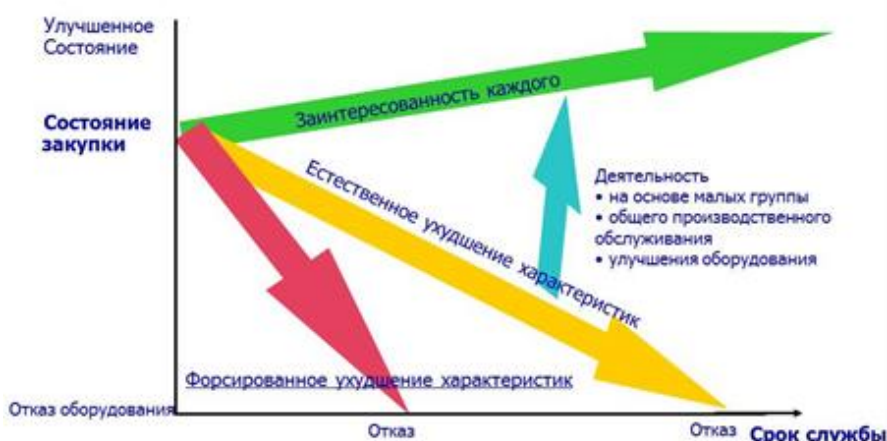 Улучшенное
Состояние
Состояние
закупки
Заинтересованность каждого
Естественное ухудшение характеристик
Деятельность
• на основе малых группы
• общего производственного
обслуживания
• улучшения оборудования
Форсированное ухудшение характеристик
Отказ оборудования
Отказ
Отказ
Срок службы